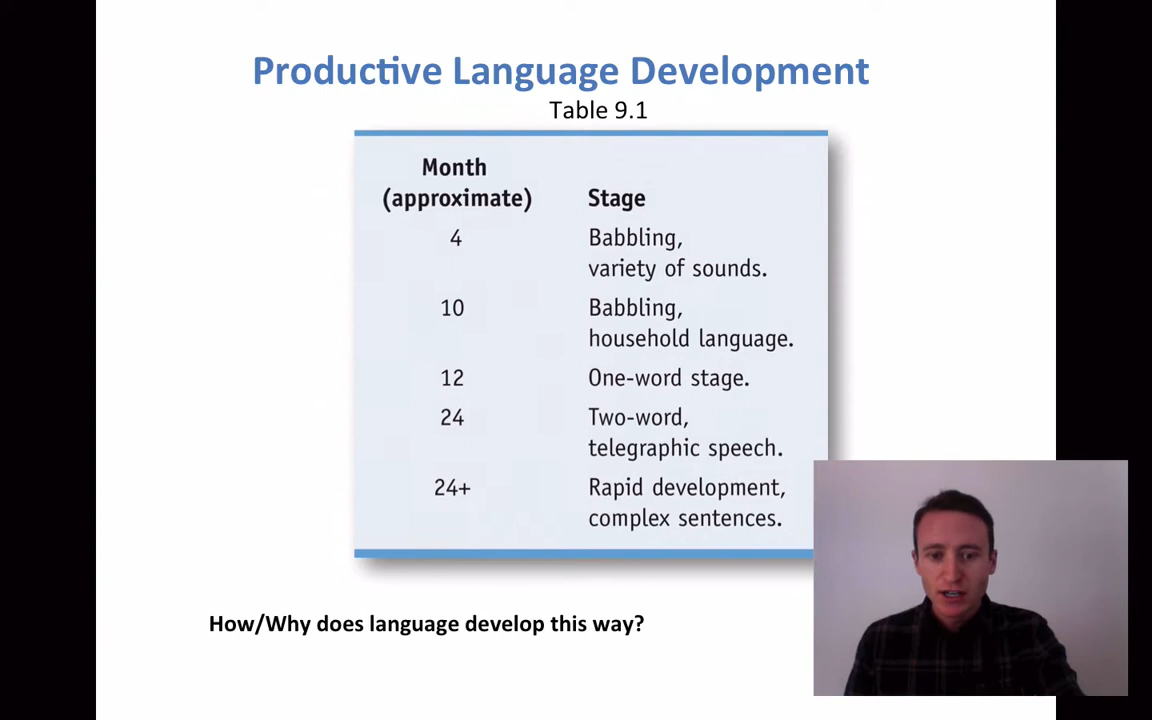 Productive Language Development
Table 9.1
Month
(approximate) Stage
4 Babbling,
variety of sounds.
10 Babbling,
household language.
12 One-word stage.
24 Two-word,
telegraphic speech.
24+ Rapid development,
complex sentences.
How/Why does language develop this way?